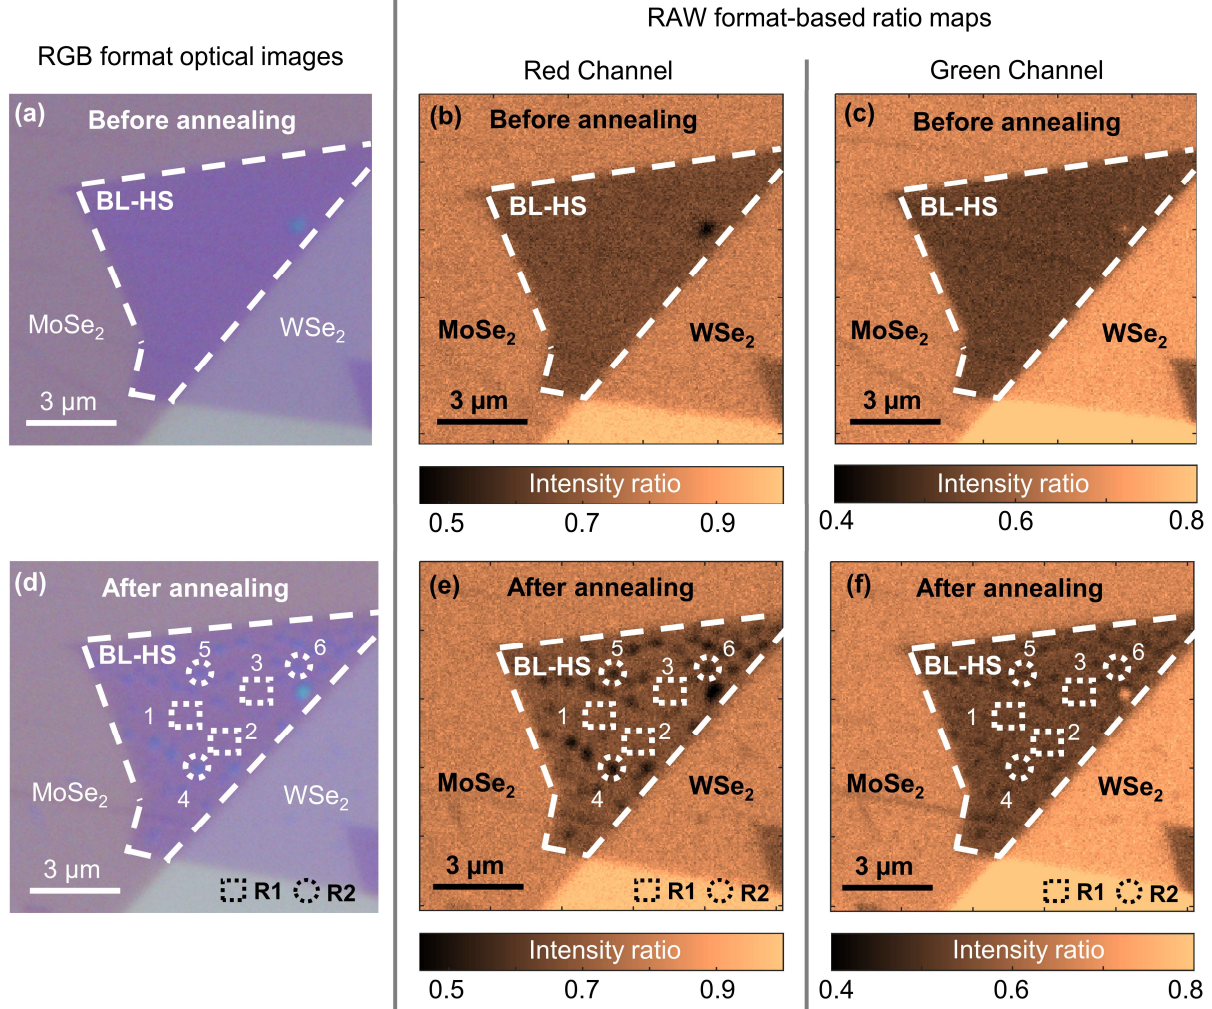 RAW format-based ratio maps
RGB format optical images
Red Channel
Green Channel
(a)
Before annealing
BL-HS
MoSe₂
WSe₂
3 µm
(b)
Before annealing
BL-HS
MoSe₂
WSe₂
3 µm
Intensity ratio
0.5 0.7 0.9
(c)
Before annealing
BL-HS
MoSe₂
WSe₂
3 µm
Intensity ratio
0.4 0.6 0.8
(d)
After annealing
BL-HS
5
6
3
1
2
4
MoSe₂
WSe₂
3 µm
R1 R2
(e)
After annealing
BL-HS
5
6
3
1
2
4
MoSe₂
WSe₂
3 µm
R1 R2
Intensity ratio
0.5 0.7 0.9
(f)
After annealing
BL-HS
5
6
3
1
2
4
MoSe₂
WSe₂
3 µm
R1 R2
Intensity ratio
0.4 0.6 0.8